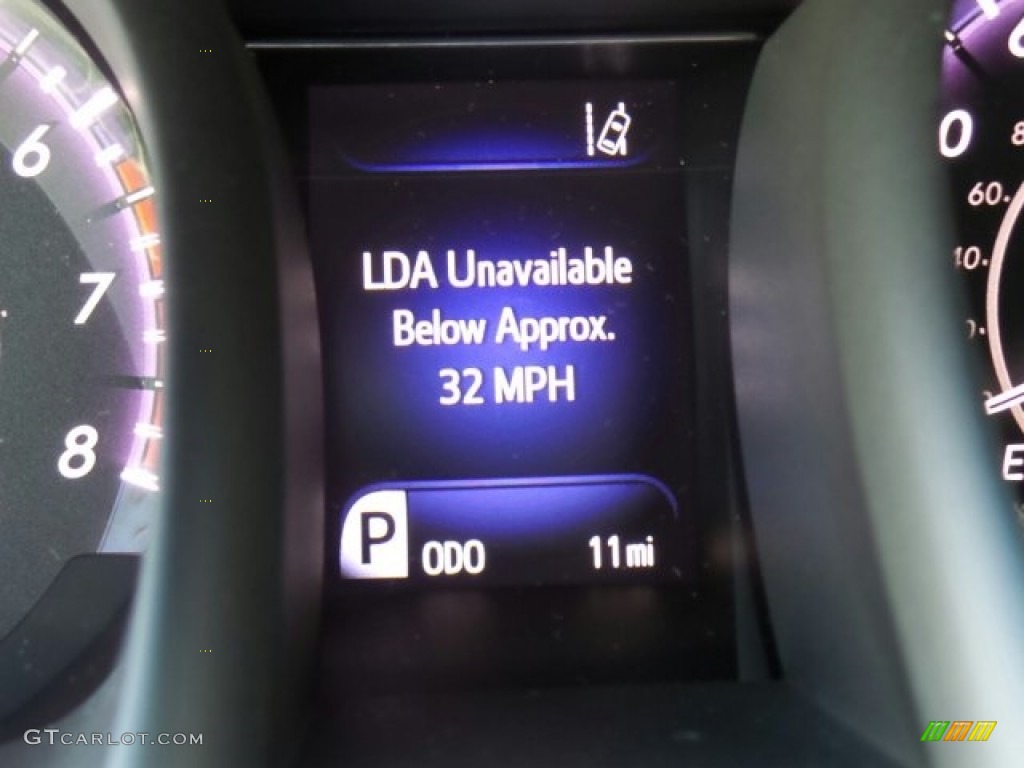 6
7
8
LDA Unavailable
Below Approx.
32 MPH
P ODO 11 mi
0
60
E
GTCARLOT.COM